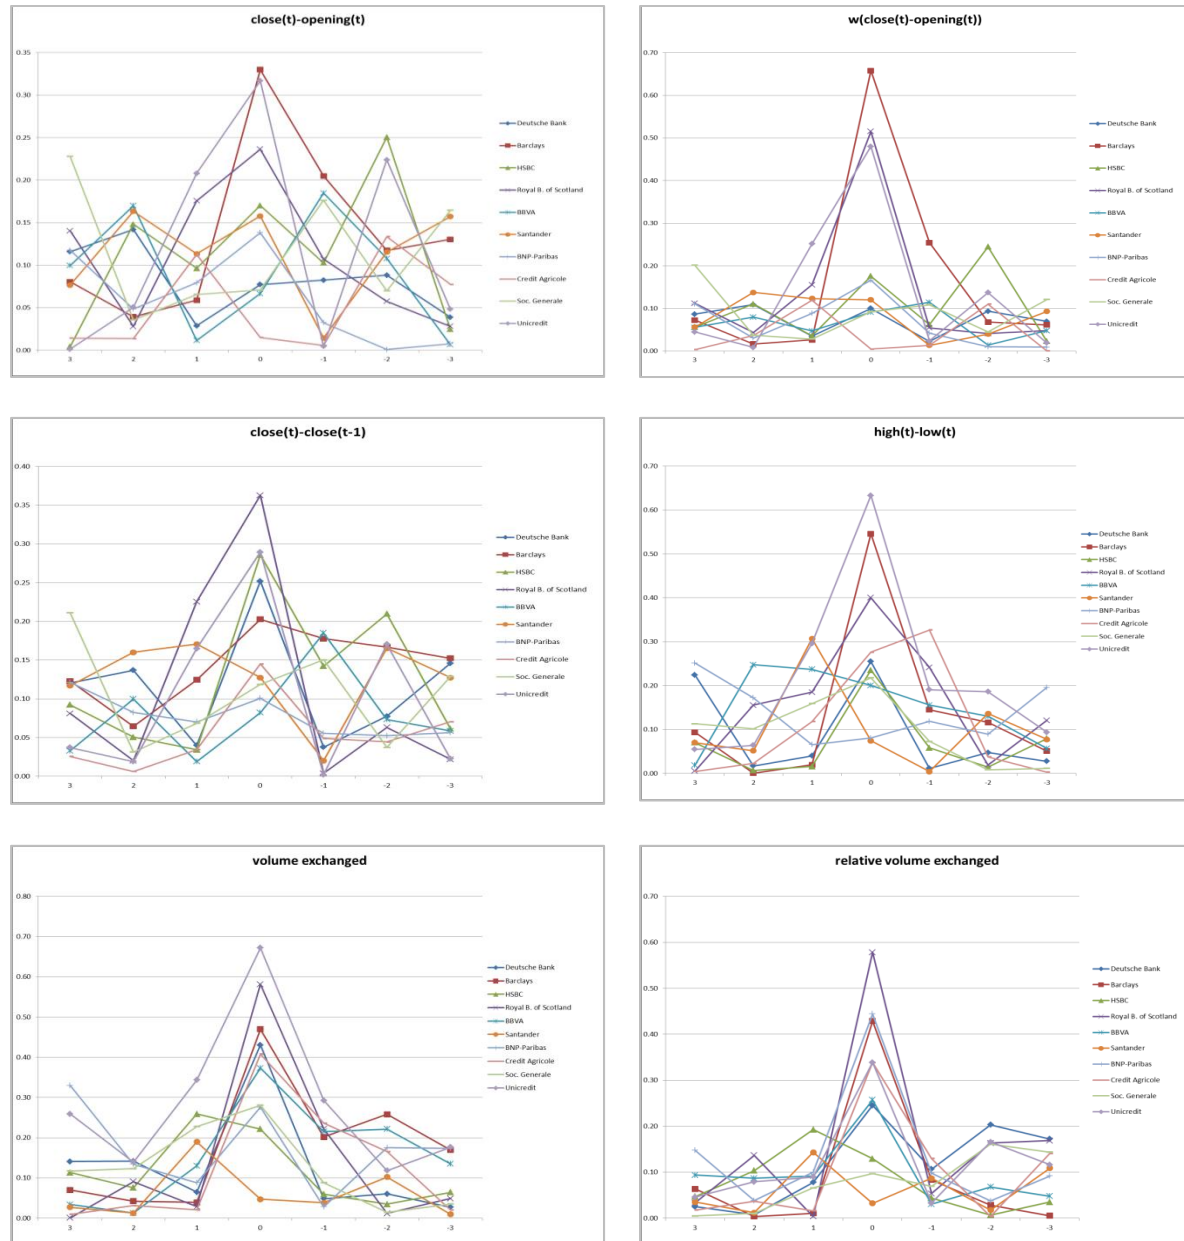 close(t)-opening(t)
0.35
0.30
0.25
0.20
0.15
0.10
0.05
0.00
3 2 1 0 -1 -2 -3
Deutsche Bank
Barclays
HSBC
Royal B. of Scotland
BBVA
Santander
BNP-Paribas
Credit Agricole
Soc. Generale
Unicredit
w(close(t)-opening(t))
0.70
0.60
0.50
0.40
0.30
0.20
0.10
0.00
3 2 1 0 -1 -2 -3
Deutsche Bank
Barclays
HSBC
Royal B. of Scotland
BBVA
Santander
BNP-Paribas
Credit Agricole
Soc. Generale
Unicredit
close(t)-close(t-1)
0.40
0.35
0.30
0.25
0.20
0.15
0.10
0.05
0.00
3 2 1 0 -1 -2 -3
Deutsche Bank
Barclays
HSBC
Royal B. of Scotland
BBVA
Santander
BNP-Paribas
Credit Agricole
Soc. Generale
Unicredit
high(t)-low(t)
0.70
0.60
0.50
0.40
0.30
0.20
0.10
0.00
3 2 1 0 -1 -2 -3
Deutsche Bank
Barclays
HSBC
Royal B. of Scotland
BBVA
Santander
BNP-Paribas
Credit Agricole
Soc. Generale
Unicredit
volume exchanged
0.80
0.70
0.60
0.50
0.40
0.30
0.20
0.10
0.00
3 2 1 0 -1 -2 -3
Deutsche Bank
Barclays
HSBC
Royal B. of Scotland
BBVA
Santander
BNP-Paribas
Credit Agricole
Soc. Generale
Unicredit
relative volume exchanged
0.70
0.60
0.50
0.40
0.30
0.20
0.10
0.00
3 2 1 0 -1 -2 -3
Deutsche Bank
Barclays
HSBC
Royal B. of Scotland
BBVA
Santander
BNP-Paribas
Credit Agricole
Soc. Generale
Unicredit